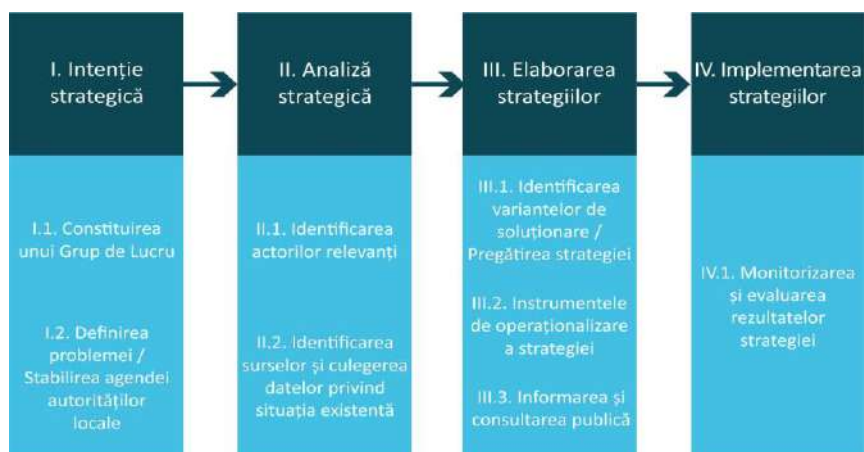 I. Intenție
strategică
I.1. Constituirea
unui Grup de Lucru
I.2. Definirea
problemei /
Stabilirea agendei
autorităților
locale
II. Analiză
strategică
II.1. Identificarea
actorilor relevanți
II.2. Identificarea
surselor și culegerea
datelor privind
situația existentă
III. Elaborarea
strategiilor
III.1. Identificarea
variantelor de
soluționare /
Pregătirea strategiei
III.2. Instrumentele
de operaționalizare
a strategiei
III.3. Informarea și
consultarea publică
IV. Implementarea
strategiilor
IV.1. Monitorizarea
și evaluarea
rezultatelor
strategiei